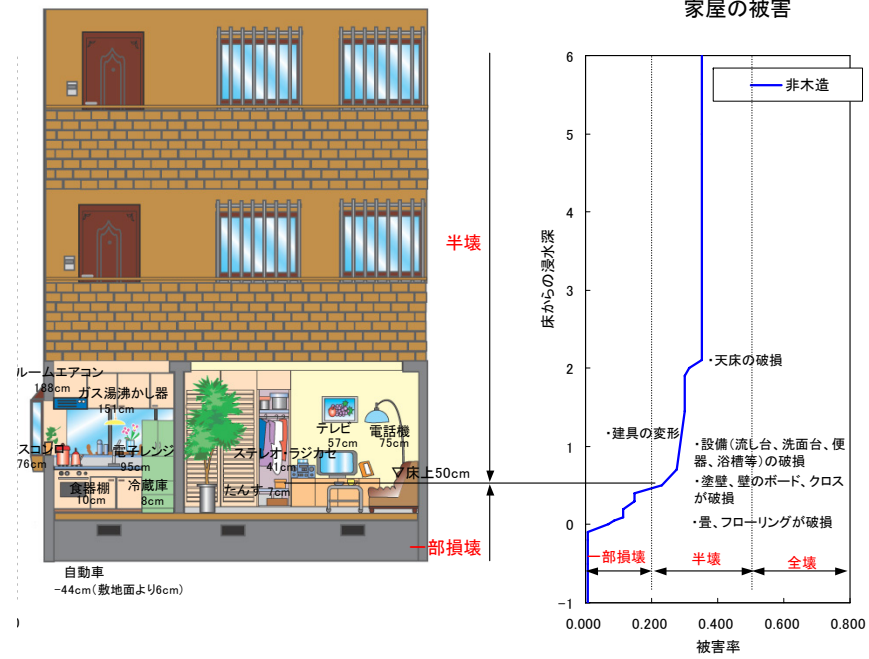 家屋の被害
非木造
6
5
4
3
2
1
0
−1
床からの浸水深
0.000 0.200 0.400 0.600 0.800
被害率
・天床の破損
・建具の変形
・設備（流し台、洗面台、便
器、浴槽等）の破損
・塗壁、壁のボード、クロス
が破損
・畳、フローリングが破損
一部損壊
半壊
全壊
半壊
▽床上50cm
一部損壊
ルームエアコン
188cm
ガス湯沸かし器
151cm
スコンロ
76cm
電子レンジ
95cm
食器棚
10cm
冷蔵庫
8cm
ステレオ・ラジカセ
41cm
たんす 7cm
テレビ
57cm
電話機
75cm
自動車
-44cm（敷地面より6cm）